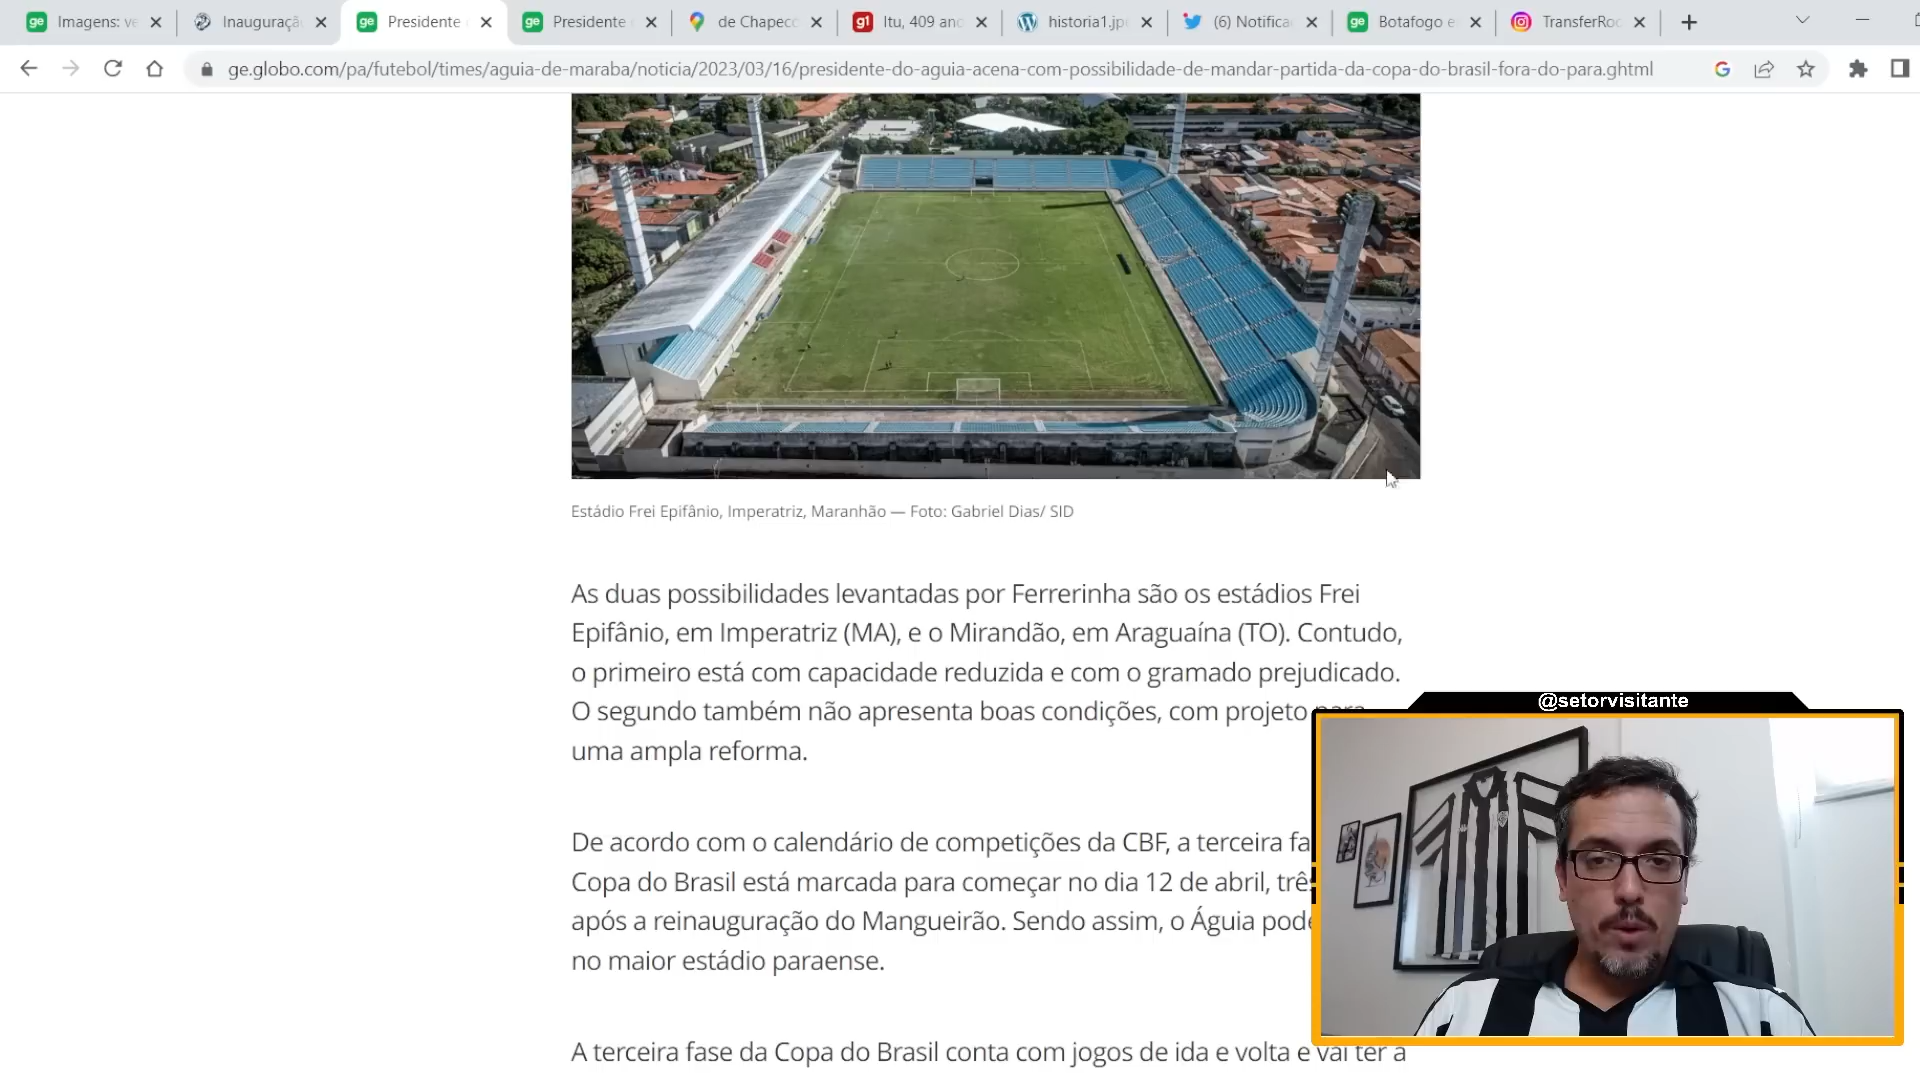 Imagens: ve
Inauguraçã
Presidente
Presidente
de Chapecó
Itu, 409 ano
historia1.jpe
(6) Notifica
Botafogo e
TransferRoo
ge.globo.com/pa/futebol/times/aguia-de-maraba/noticia/2023/03/16/presidente-do-aguia-acena-com-possibilidade-de-mandar-partida-da-copa-do-brasil-fora-do-para.ghtml
Estádio Frei Epifânio, Imperatriz, Maranhão — Foto: Gabriel Dias/ SID
As duas possibilidades levantadas por Ferrerinha são os estádios Frei
Epifânio, em Imperatriz (MA), e o Mirandão, em Araguaína (TO). Contudo,
o primeiro está com capacidade reduzida e com o gramado prejudicado.
O segundo também não apresenta boas condições, com projeto para
uma ampla reforma.
De acordo com o calendário de competições da CBF, a terceira fa
Copa do Brasil está marcada para começar no dia 12 de abril, três
após a reinauguração do Mangueirão. Sendo assim, o Águia pode
no maior estádio paraense.
A terceira fase da Copa do Brasil conta com jogos de ida e volta e vai ter a
@setorvisitante